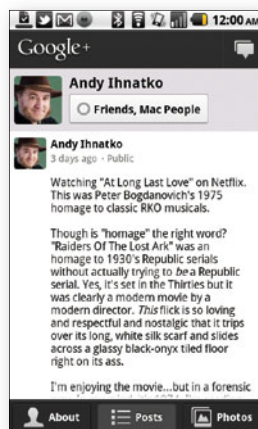 12:00 AM
Google+
Andy Ihnatko
Friends, Mac People
Andy Ihnatko
3 days ago · Public
Watching "At Long Last Love" on Netflix.
This was Peter Bogdanovich's 1975
homage to classic RKO musicals.
Though is "homage" the right word?
"Raiders Of The Lost Ark" was an
homage to 1930's Republic serials
without actually trying to be a Republic
serial. Yes, it's set in the Thirties but it
was clearly a modern movie by a
modern director. This flick is so loving
and respectful and nostalgic that it trips
over its long, white silk scarf and slides
across a glassy black-onyx tiled floor
right on its ass.
I'm enjoying the movie...but in a forensic
About
Posts
Photos